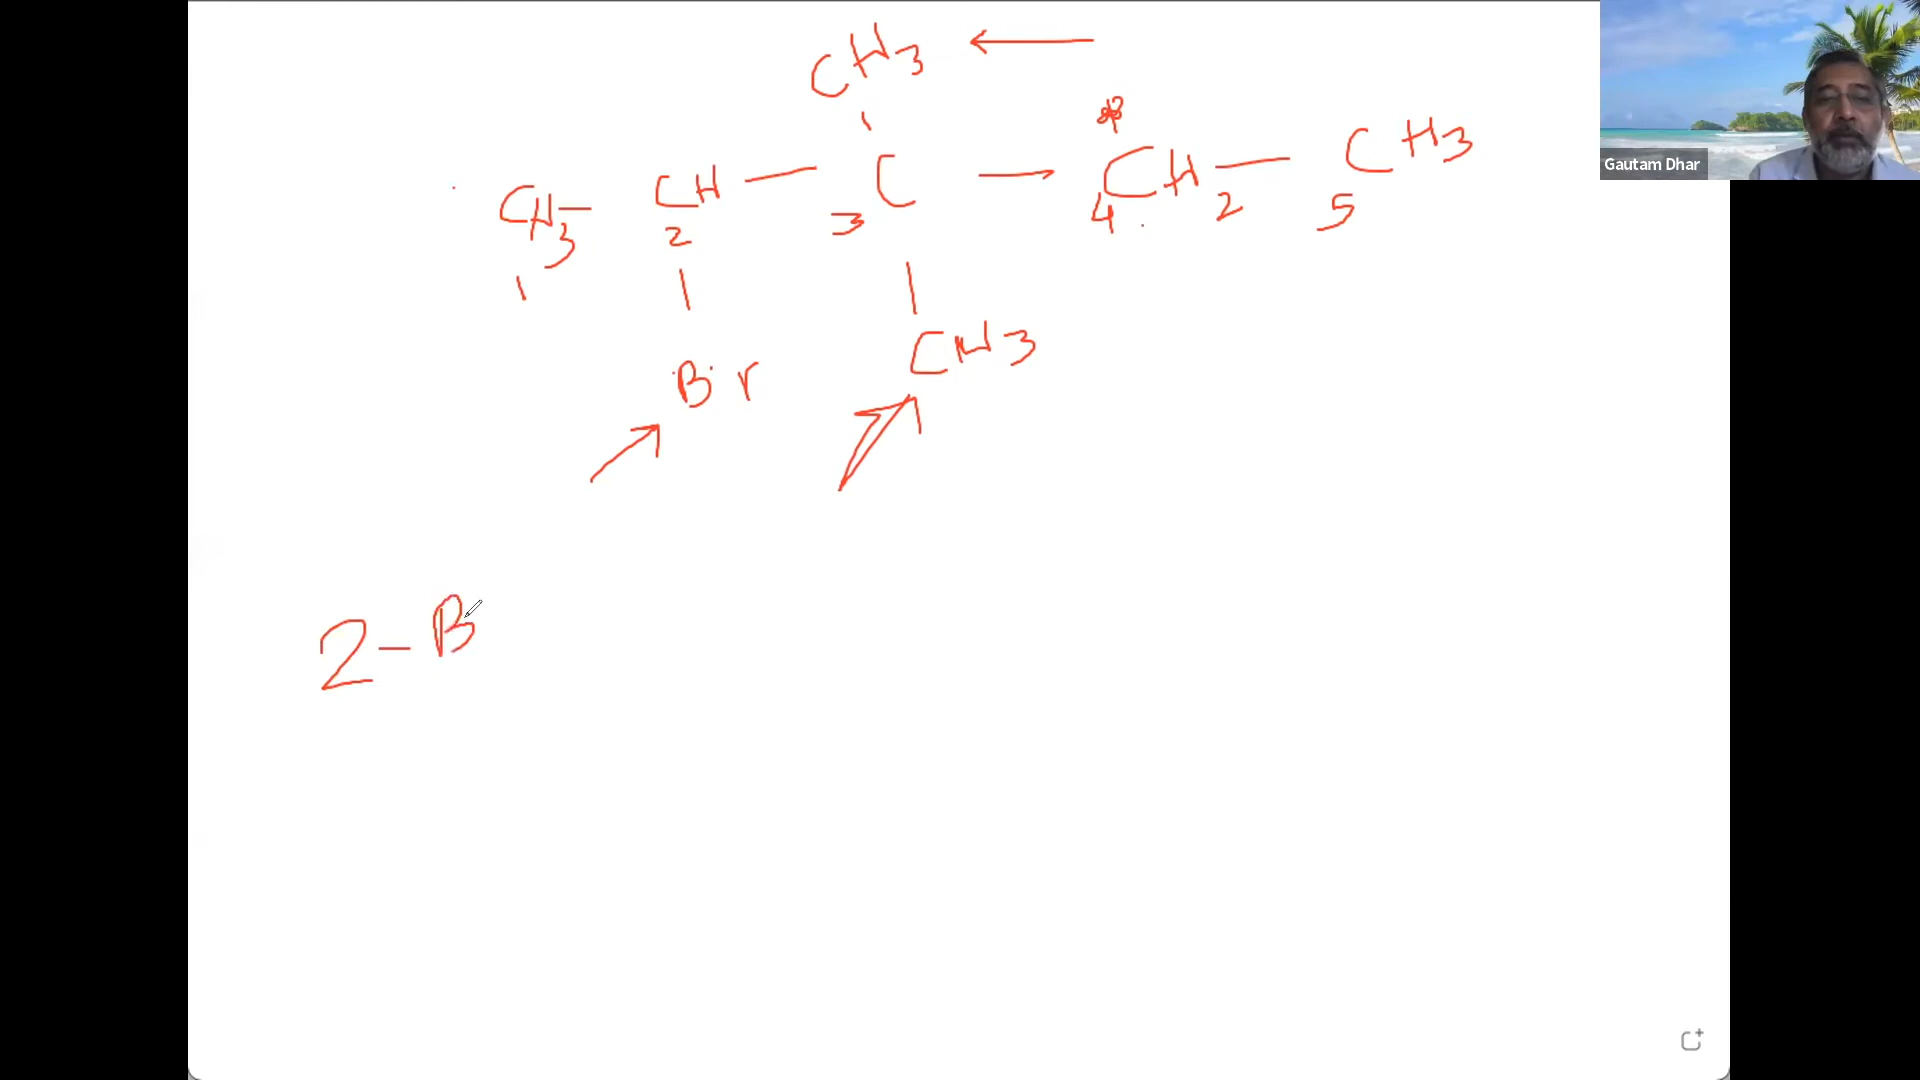 CH3
CH3 - CH - C - CH2 - CH3
1 2 3 4 5
Br CH3
2-B
Gautam Dhar